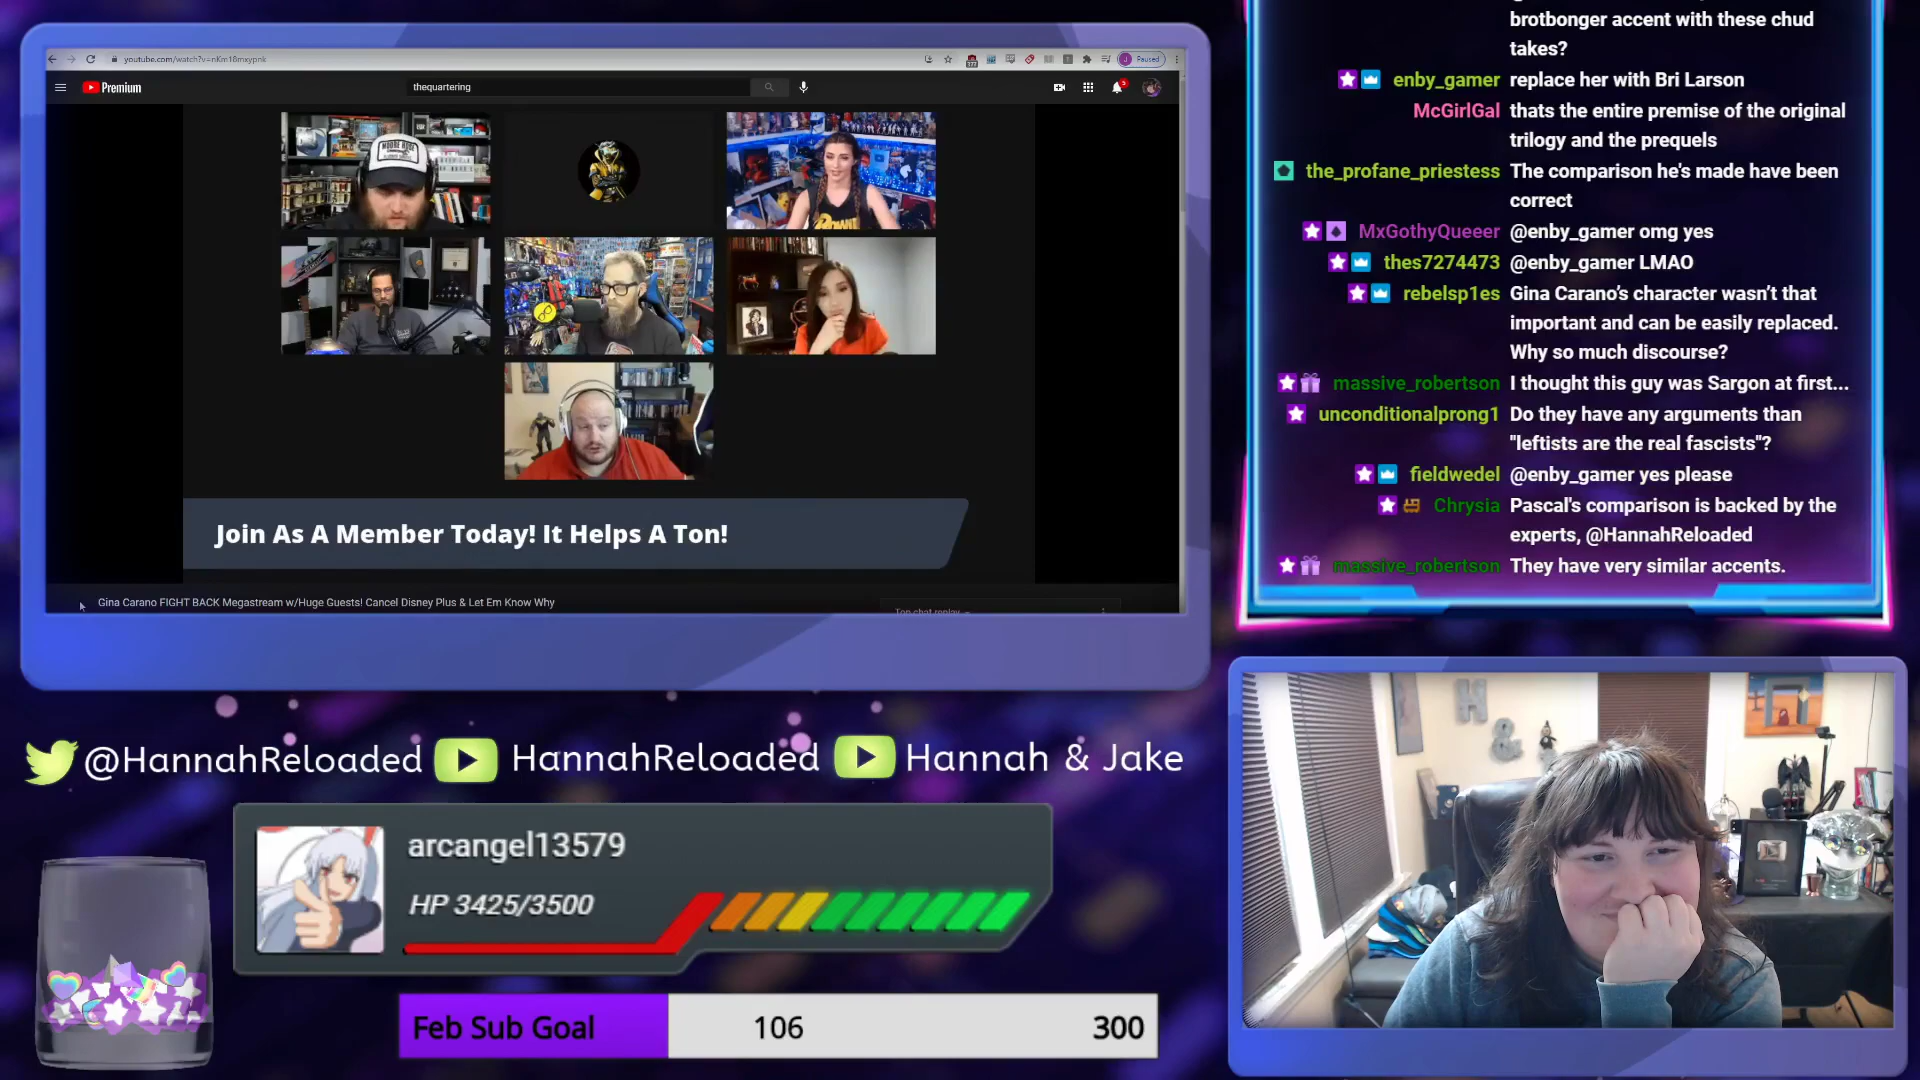 youtube.com/watch?v=nKm18mxypnk
Paused
Premium
thequartering
5
Join As A Member Today! It Helps A Ton!
Gina Carano FIGHT BACK Megastream w/Huge Guests! Cancel Disney Plus & Let Em Know Why
Top chat replay
brotbonger accent with these chud
takes?
enby_gamer replace her with Bri Larson
McGirlGal thats the entire premise of the original
trilogy and the prequels
the_profane_priestess The comparison he's made have been
correct
MxGothyQueeer @enby_gamer omg yes
thes7274473 @enby_gamer LMAO
rebelsp1es Gina Carano’s character wasn’t that
important and can be easily replaced.
Why so much discourse?
massive_robertson I thought this guy was Sargon at first...
unconditionalprong1 Do they have any arguments than
"leftists are the real fascists"?
fieldwedel @enby_gamer yes please
Chrysia Pascal's comparison is backed by the
experts, @HannahReloaded
massive_robertson They have very similar accents.
@HannahReloaded HannahReloaded Hannah & Jake
arcangel13579
HP 3425/3500
Feb Sub Goal 106 300
H
&